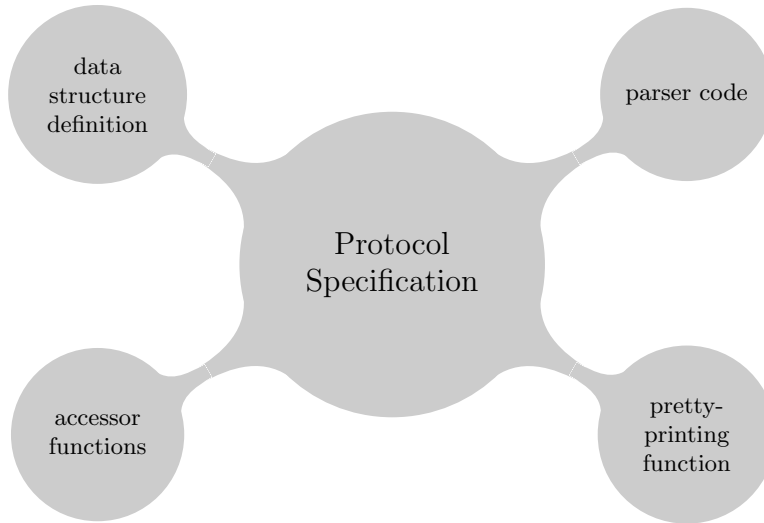 data
structure
definition
parser code
Protocol
Specification
accessor
functions
pretty-
printing
function